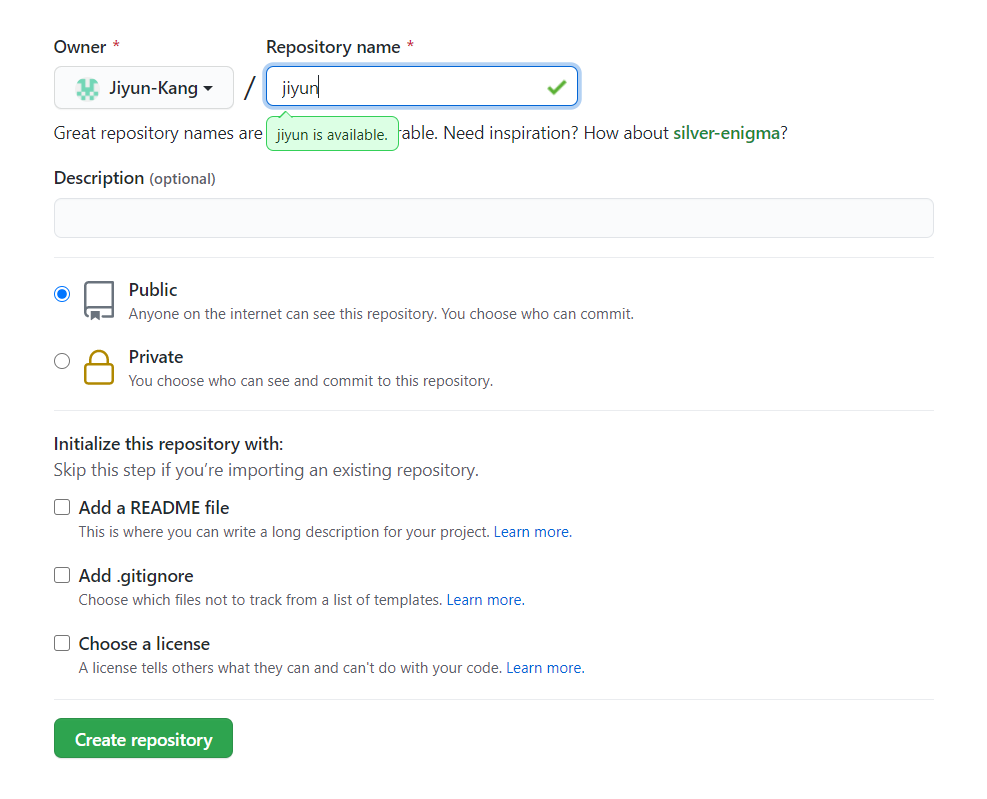 Owner * Repository name *
Jiyun-Kang / jiyun
Great repository names are jiyun is available. rable. Need inspiration? How about silver-enigma?
Description (optional)
Public
Anyone on the internet can see this repository. You choose who can commit.
Private
You choose who can see and commit to this repository.
Initialize this repository with:
Skip this step if you’re importing an existing repository.
Add a README file
This is where you can write a long description for your project. Learn more.
Add .gitignore
Choose which files not to track from a list of templates. Learn more.
Choose a license
A license tells others what they can and can't do with your code. Learn more.
Create repository